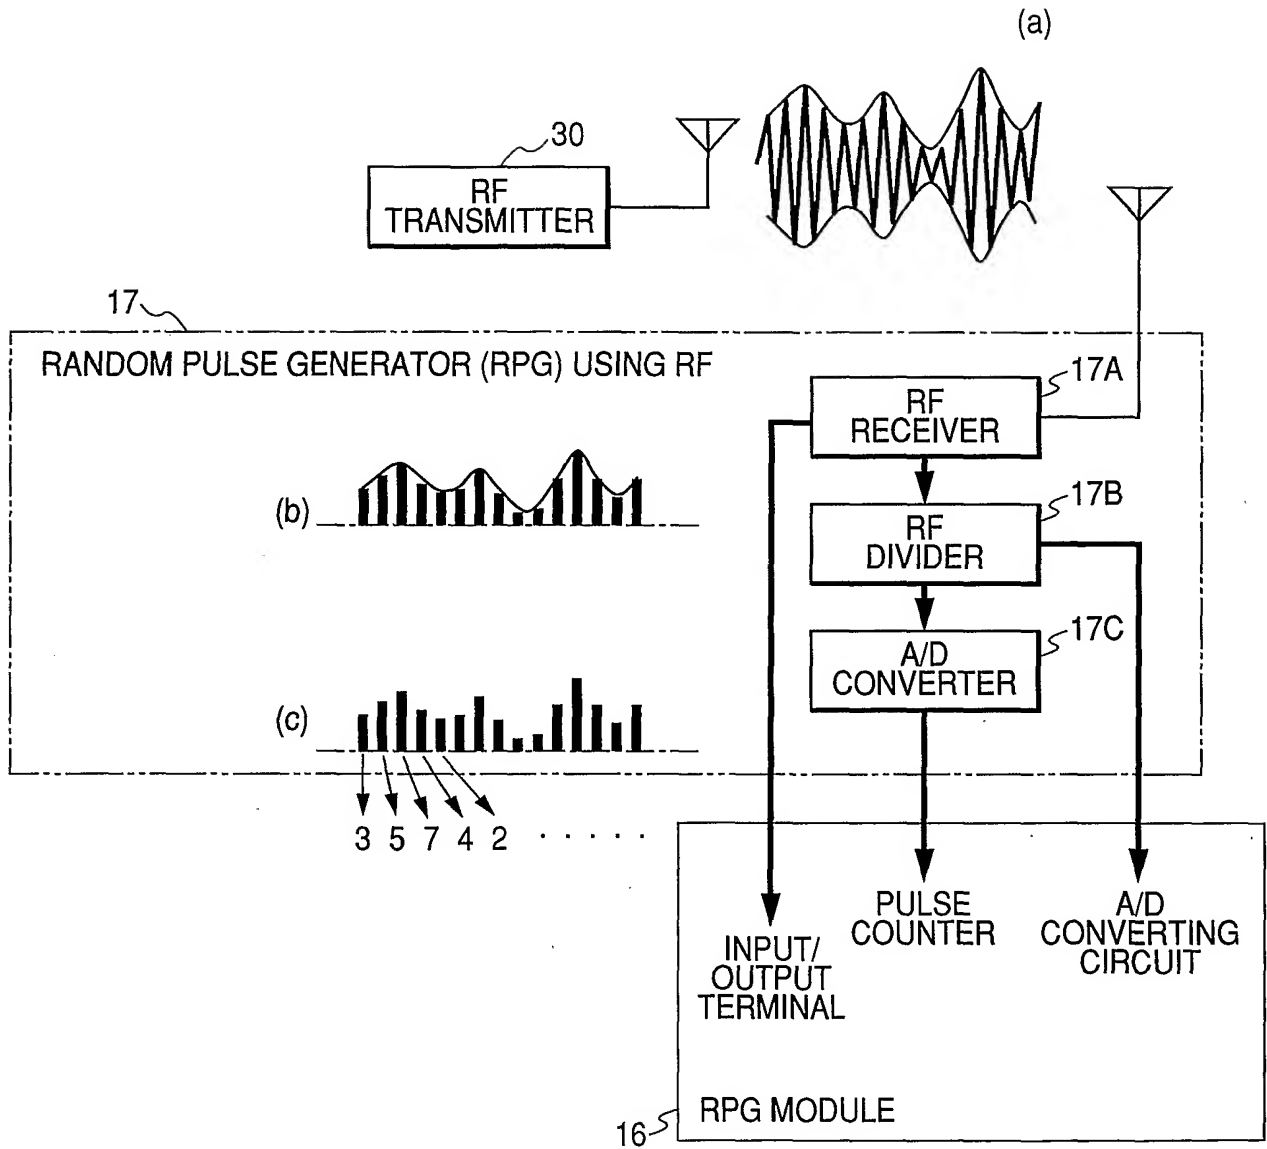 (a)
30
RF
TRANSMITTER
17
RANDOM PULSE GENERATOR (RPG) USING RF
17A
RF
RECEIVER
(b)
17B
RF
DIVIDER
17C
A/D
CONVERTER
(c)
3 5 7 4 2 · · · · ·
PULSE
COUNTER
A/D
CONVERTING
CIRCUIT
INPUT/
OUTPUT
TERMINAL
RPG MODULE
16